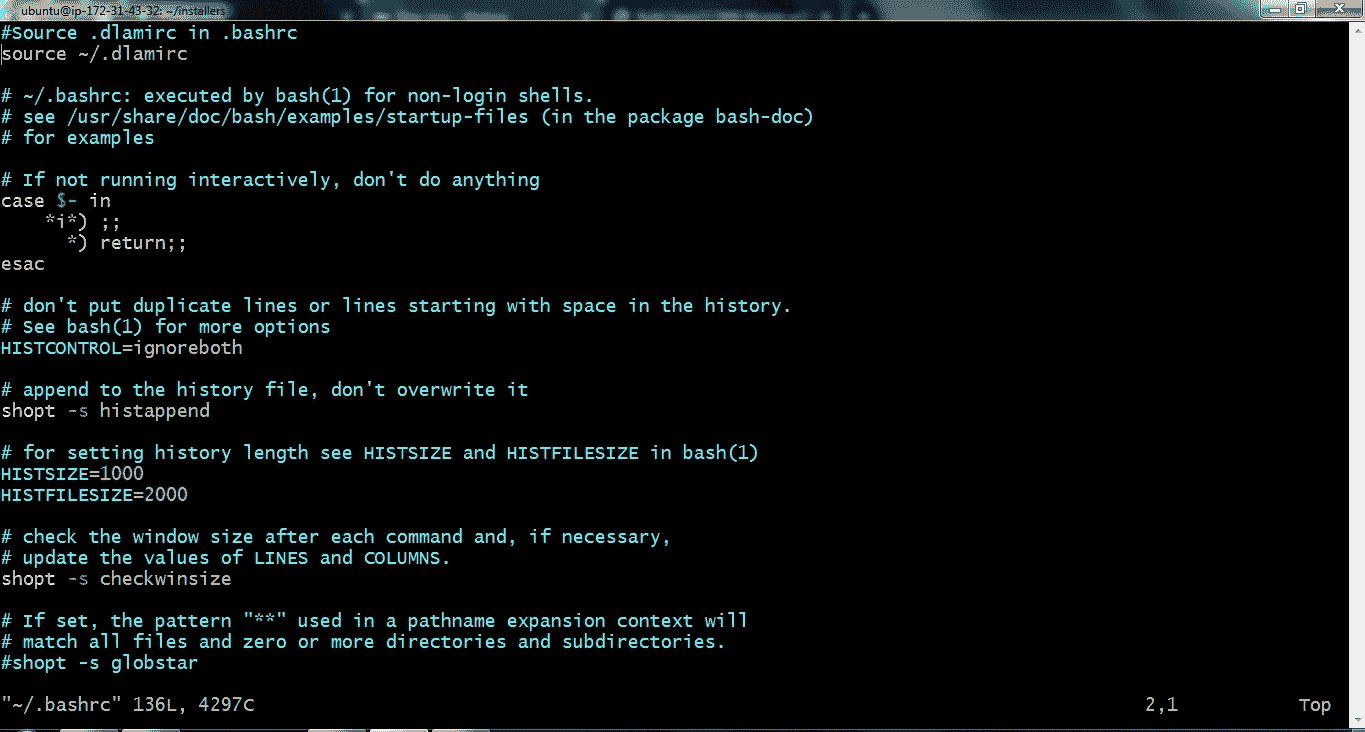 ubuntu@ip-172-31-43-32: ~/installers
#Source .dlamirc in .bashrc
source ~/.dlamirc

# ~/.bashrc: executed by bash(1) for non-login shells.
# see /usr/share/doc/bash/examples/startup-files (in the package bash-doc)
# for examples

# If not running interactively, don't do anything
case $- in
    *i*) ;;
      *) return;;
esac

# don't put duplicate lines or lines starting with space in the history.
# See bash(1) for more options
HISTCONTROL=ignoreboth

# append to the history file, don't overwrite it
shopt -s histappend

# for setting history length see HISTSIZE and HISTFILESIZE in bash(1)
HISTSIZE=1000
HISTFILESIZE=2000

# check the window size after each command and, if necessary,
# update the values of LINES and COLUMNS.
shopt -s checkwinsize

# If set, the pattern "**" used in a pathname expansion context will
# match all files and zero or more directories and subdirectories.
#shopt -s globstar

"~/.bashrc" 136L, 4297C 2,1 Top